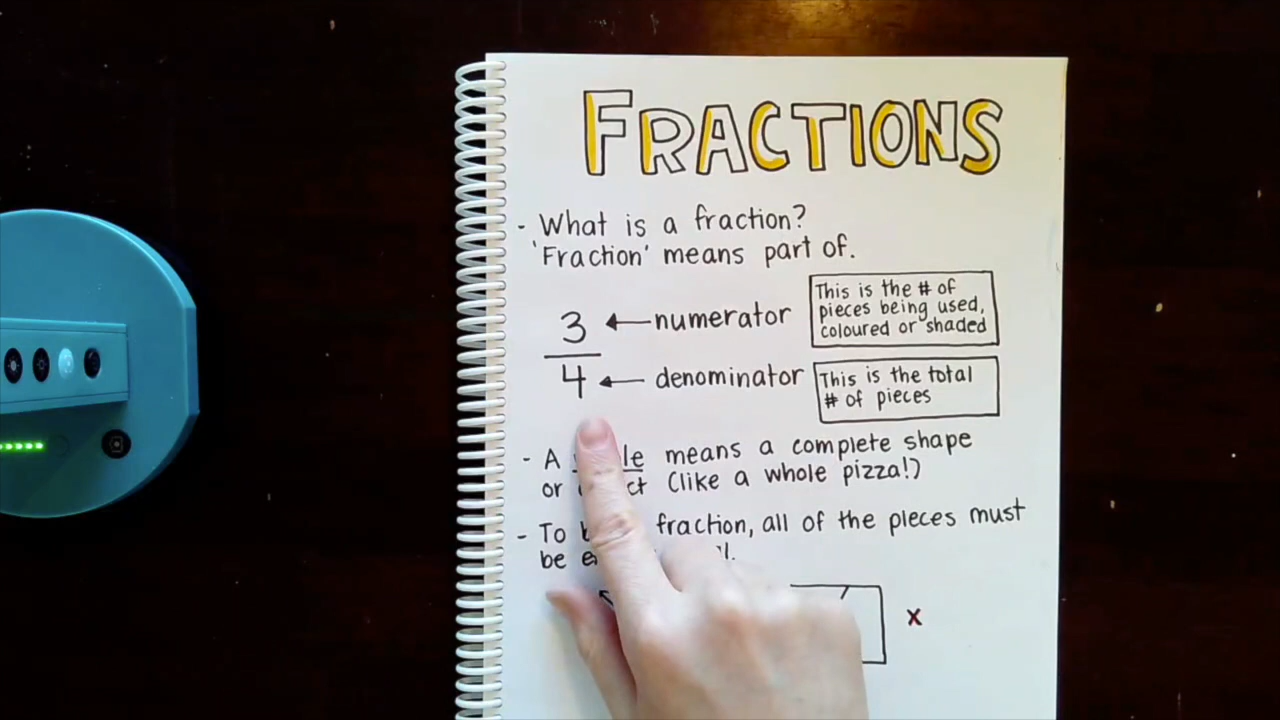 FRACTIONS
- What is a fraction?
'Fraction' means part of.
3 ← numerator
This is the # of
pieces being used,
coloured or shaded
4 ← denominator
This is the total
# of pieces
- A means a complete shape
or (like a whole pizza!)
- To fraction, all of the pieces must
be
x